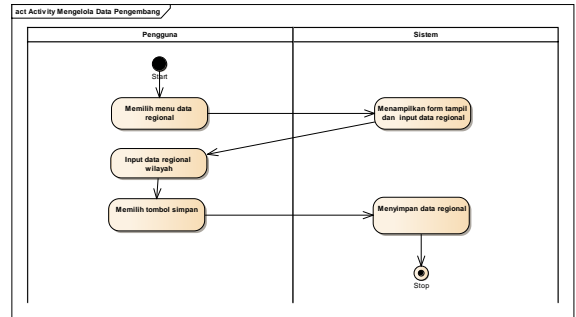 act Activity Mengelola Data Pengembang
Pengguna
Sistem
Start
Memilih menu data
regional
Menampilkan form tampil
dan input data regional
Input data regional
wilayah
Memilih tombol simpan
Menyimpan data regional
Stop